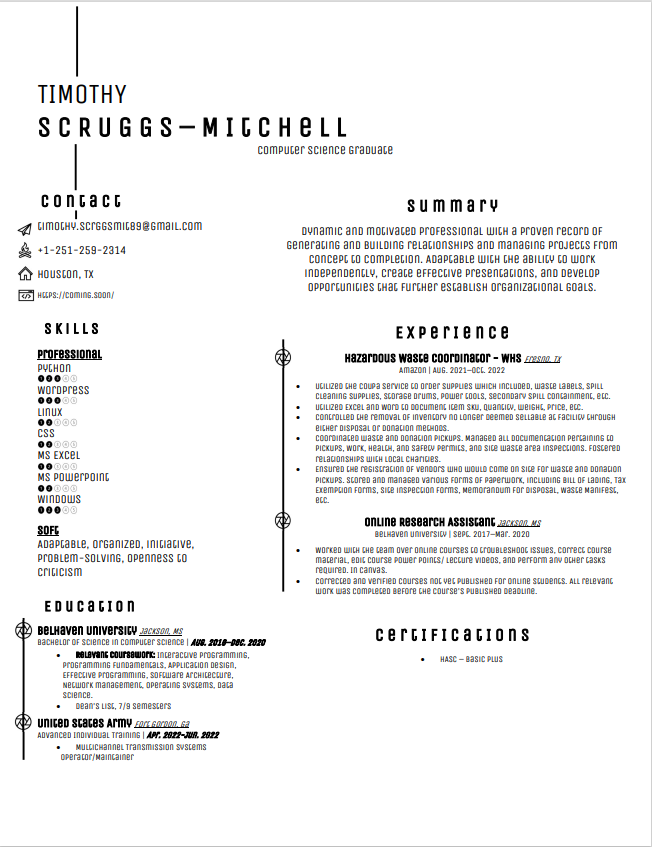 TIMOTHY
SCRUGGS–MITCHELL
Computer Science Graduate
Contact
timothy.scrggsmit89@gmail.com
+1-251-259-2314
Houston, TX
https://coming.soon/
SKILLS
Professional
Python
WordPress
Linux
CSS
MS Excel
MS PowerPoint
Windows
Soft
Adaptable, Organized, Initiative,
Problem-solving, Openness to
Criticism
EDUCATION
Belhaven University Jackson, MS
Bachelor of Science in Computer Science | Aug. 2016–Dec. 2020
• Relevant Coursework: Interactive Programming,
Programming Fundamentals, Application Design,
Effective Programming, Software Architecture,
Network Management, Operating Systems, Data
Science.
• Dean's List, 7/9 Semesters
United States Army Fort Gordon, GA
Advanced Individual Training | Apr. 2022–Jun. 2022
• Multichannel Transmission Systems
Operator/Maintainer
Summary
Dynamic and motivated professional with a proven record of
generating and building relationships and managing projects from
concept to completion. Adaptable with the ability to work
independently, create effective presentations, and develop
opportunities that further establish organizational goals.
Experience
Hazardous Waste Coordinator – WHS Fresno, TX
Amazon | Aug. 2021–Oct. 2022
• Utilized the Coupa service to order supplies which included, waste labels, spill
cleaning supplies, storage drums, power tools, secondary spill containment, etc.
• Utilized Excel and Word to document item SKU, quantity, weight, price, etc.
• Controlled the removal of inventory no longer deemed sellable at facility through
either disposal or donation methods.
• Coordinated waste and donation pickups. Managed all documentation pertaining to
pickups, work, health, and safety permits, and site waste area inspections. Fostered
relationships with local charities.
• Ensured the registration of vendors who would come on site for waste and donation
pickups. Stored and managed various forms of paperwork, including Bill of Lading, Tax
Exemption Forms, Site Inspection Forms, Memorandum for Disposal, Waste Manifest,
etc.
Online Research Assistant Jackson, MS
Belhaven University | Sept. 2017–Mar. 2020
• Worked with the team over online courses to troubleshoot issues, correct course
material, edit course Power Points/ Lecture videos, and perform any other tasks
required. In Canvas.
• Corrected and verified courses not yet published for online students. All relevant
work was completed before the course's published deadline.
Certifications
• HASC – Basic Plus